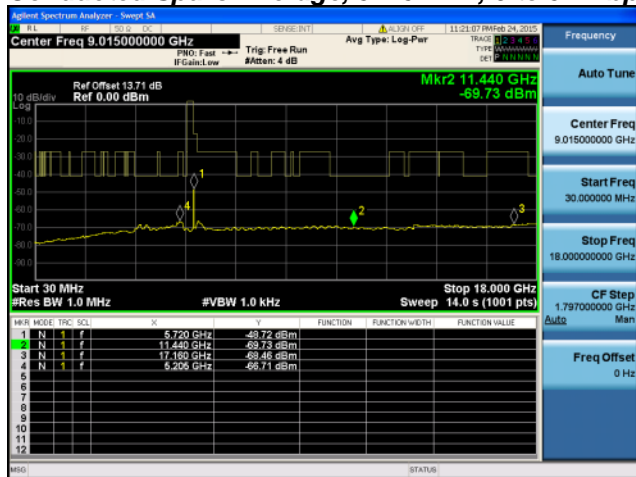 Agilent Spectrum Analyzer - Swept SA
RL RF 50 Ω DC SENSE:INT ALIGN OFF 11:21:07 PM Feb 24, 2015
Center Freq 9.015000000 GHz
PNO: Fast
IFGain:Low
Trig: Free Run
#Atten: 4 dB
Avg Type: Log-Pwr
TRACE 1 2 3 4 5 6
TYPE
DET P N N N N N
Ref Offset 13.71 dB
Ref 0.00 dBm
10 dB/div
Log
Mkr2 11.440 GHz
-69.73 dBm
-10.0
-20.0
-30.0
-40.0
-50.0
-60.0
-70.0
-80.0
-90.0
1
4
2
3
Start 30 MHz
Stop 18.000 GHz
#Res BW 1.0 MHz
#VBW 1.0 kHz
Sweep 14.0 s (1001 pts)
MKR MODE TRC SCL X Y FUNCTION FUNCTION WIDTH FUNCTION VALUE
1 N 1 f 5.720 GHz -49.72 dBm
2 N 1 f 11.440 GHz -69.73 dBm
3 N 1 f 17.160 GHz -68.46 dBm
4 N 1 f 5.205 GHz -66.71 dBm
5
6
7
8
9
10
11
12
MSG
STATUS
Frequency
Auto Tune
Center Freq
9.015000000 GHz
Start Freq
30.000000 MHz
Stop Freq
18.000000000 GHz
CF Step
1.797000000 GHz
Auto Man
Freq Offset
0 Hz